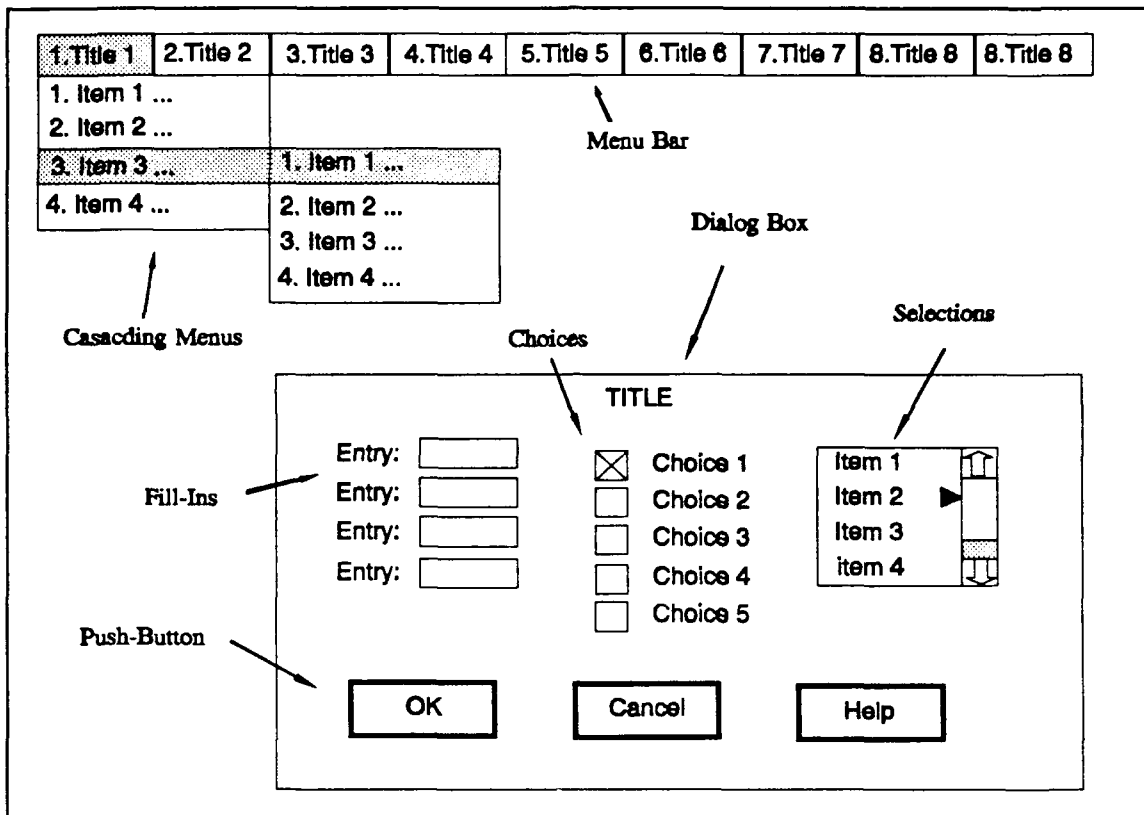 1.Title 1 2.Title 2 3.Title 3 4.Title 4 5.Title 5 6.Title 6 7.Title 7 8.Title 8 8.Title 8
1. Item 1 ...
2. Item 2 ...
3. Item 3 ...
4. Item 4 ...
1. Item 1 ...
2. Item 2 ...
3. Item 3 ...
4. Item 4 ...
Menu Bar
Dialog Box
Casacding Menus
Choices
Selections
TITLE
Fill-Ins
Entry:
Entry:
Entry:
Entry:
Choice 1
Choice 2
Choice 3
Choice 4
Choice 5
Item 1
Item 2
Item 3
item 4
Push-Button
OK
Cancel
Help